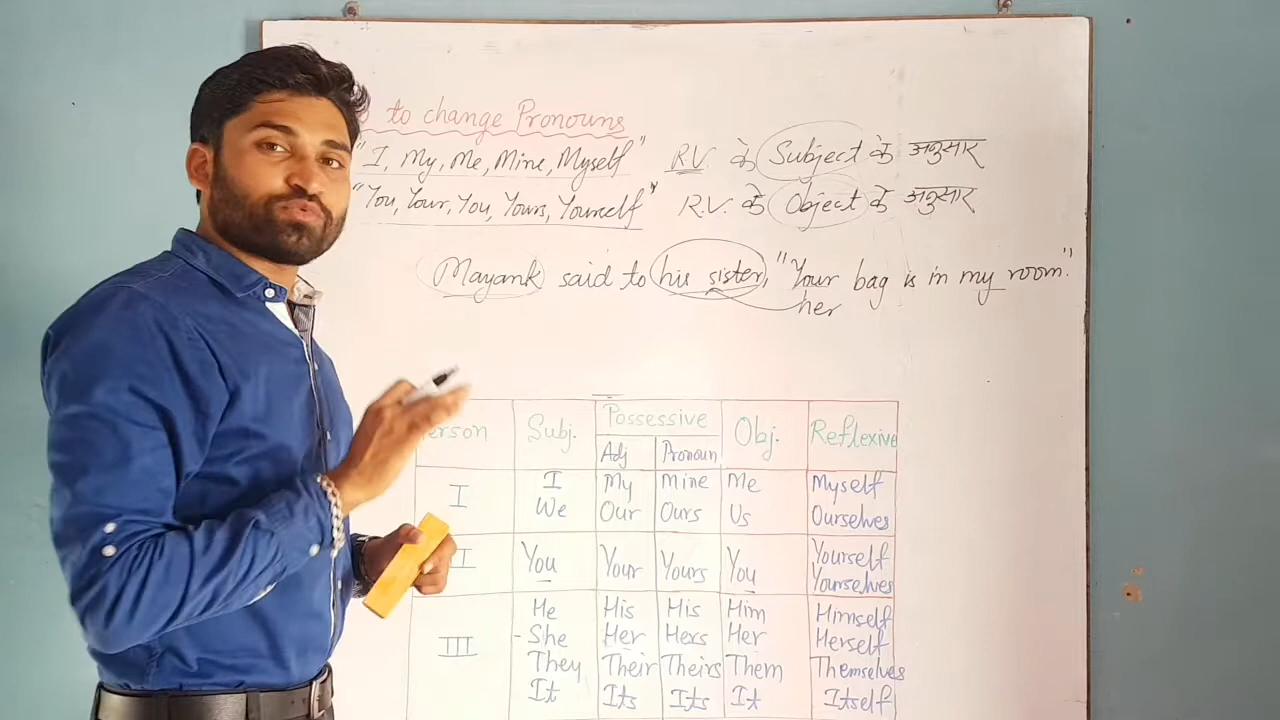 to change Pronouns
"I, My, Me, Mine, Myself" R.V. के Subject के अनुसार
"You, Your, You, Yours, Yourself" R.V. के Object के अनुसार
Mayank said to his sister, "Your bag is in my room."
her
Person Subj. Possessive Obj. Reflexive
Adj Pronoun
I I My Mine Me Myself
We Our Ours Us Ourselves
II You Your Yours You Yourself
Yourselves
III He His His Him Himself
She Her Hers Her Herself
They Their Theirs Them Themselves
It Its Its It Itself